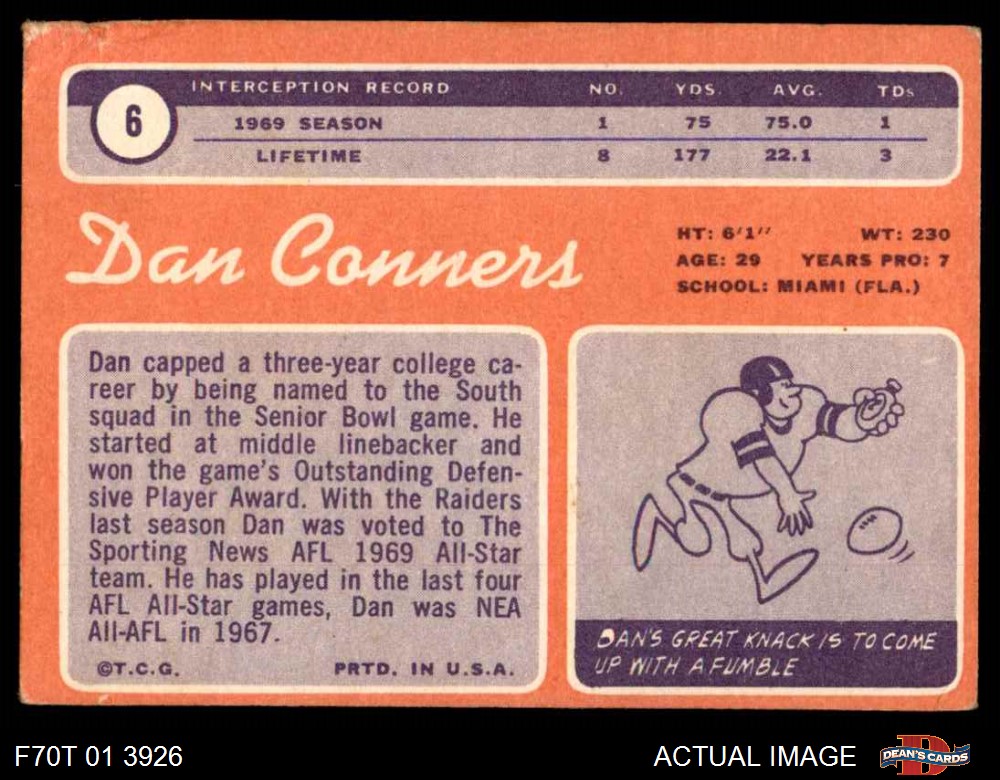 6
INTERCEPTION RECORD NO. YDS. AVG. TDs
1969 SEASON 1 75 75.0 1
LIFETIME 8 177 22.1 3
Dan Conners
HT: 6'1" WT: 230
AGE: 29 YEARS PRO: 7
SCHOOL: MIAMI (FLA.)
Dan capped a three-year college ca-
reer by being named to the South
squad in the Senior Bowl game. He
started at middle linebacker and
won the game's Outstanding Defen-
sive Player Award. With the Raiders
last season Dan was voted to The
Sporting News AFL 1969 All-Star
team. He has played in the last four
AFL All-Star games, Dan was NEA
All-AFL in 1967.
©T.C.G. PRTD. IN U.S.A.
DAN'S GREAT KNACK IS TO COME
UP WITH A FUMBLE
F70T 01 3926
ACTUAL IMAGE
DEAN'S CARDS